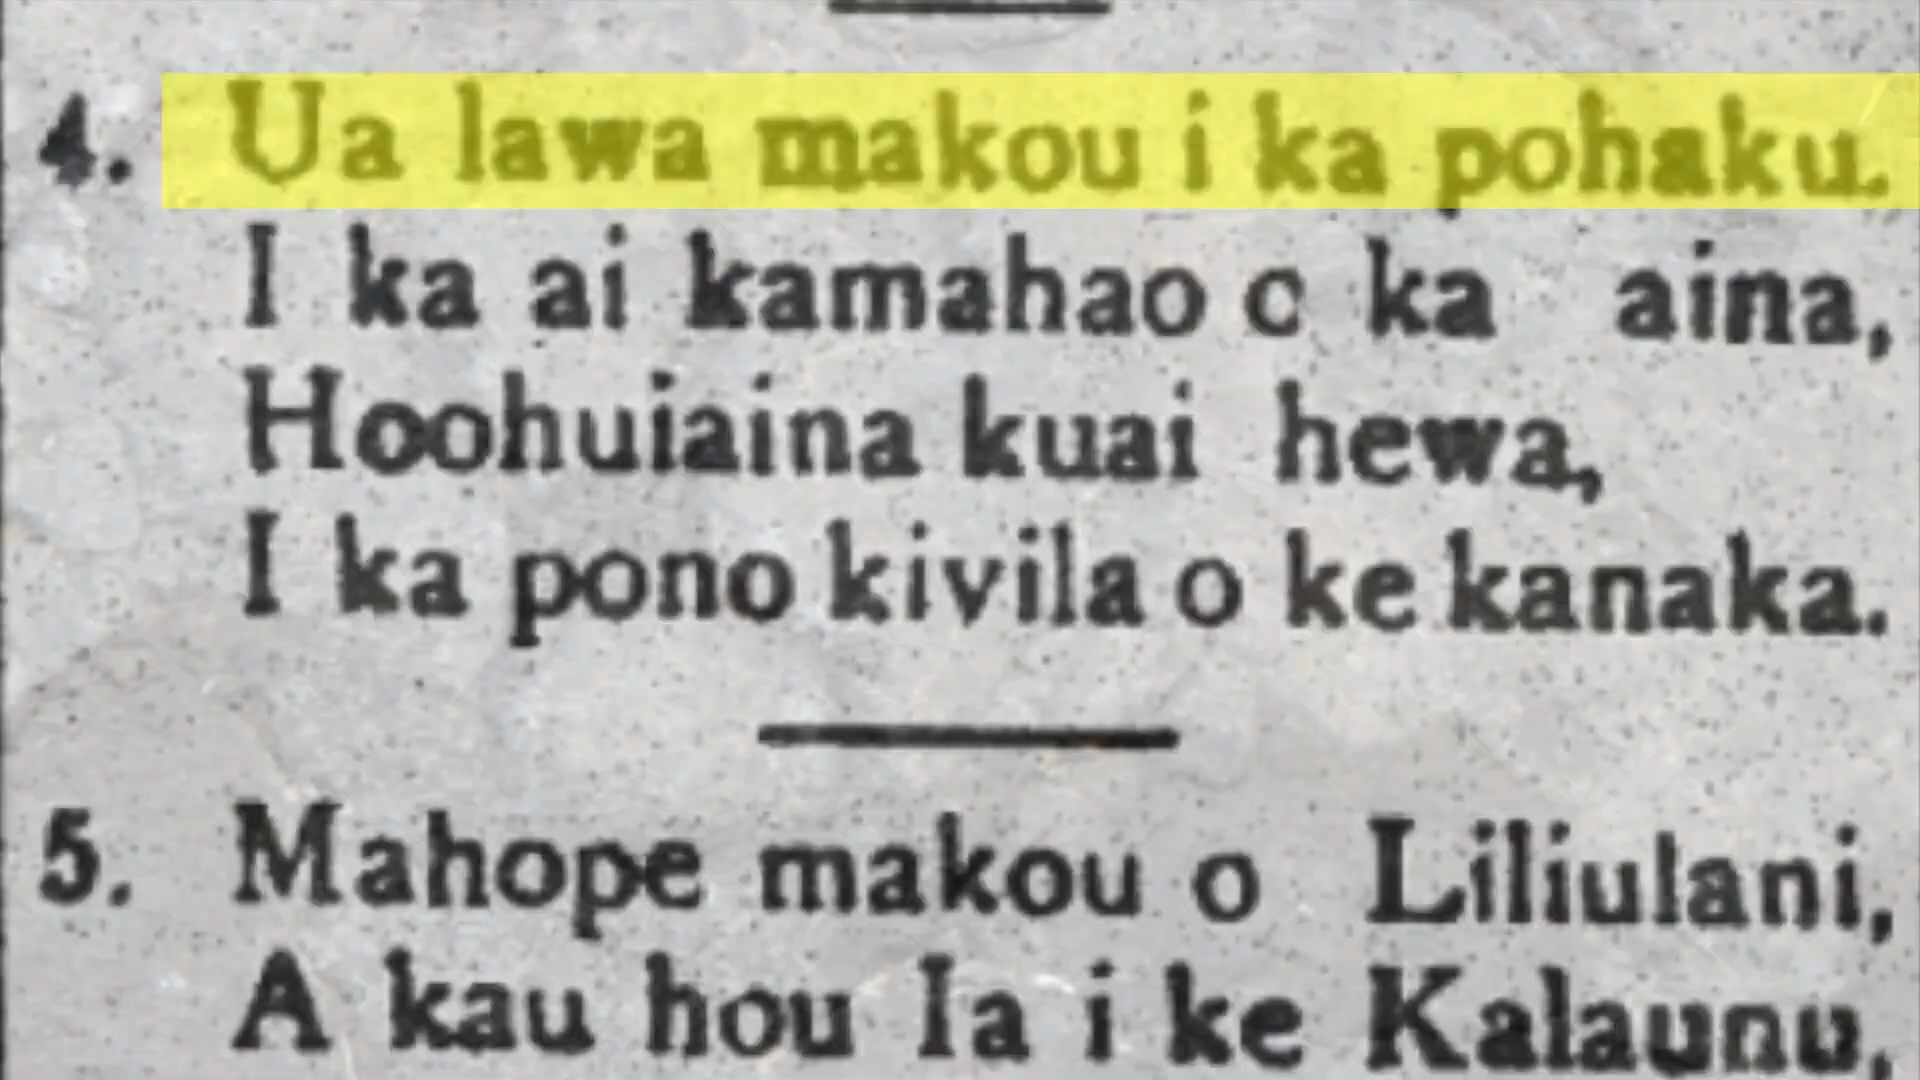 4. Ua lawa makou i ka pohaku.
I ka ai kamahao o ka aina,
Hoohuiaina kuai hewa,
I ka pono kivila o ke kanaka.
5. Mahope makou o Liliulani,
A kau hou Ia i ke Kalaunu,